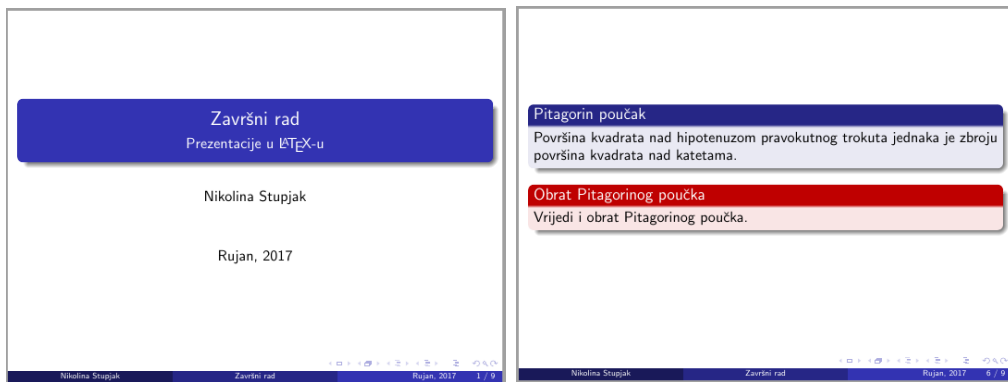 Završni rad
Prezentacije u LATEX-u
Nikolina Stupjak
Rujan, 2017
Nikolina Stupjak Završni rad Rujan, 2017 1 / 9
Pitagorin poučak
Površina kvadrata nad hipotenuzom pravokutnog trokuta jednaka je zbroju
površina kvadrata nad katetama.
Obrat Pitagorinog poučka
Vrijedi i obrat Pitagorinog poučka.
Nikolina Stupjak Završni rad Rujan, 2017 6 / 9